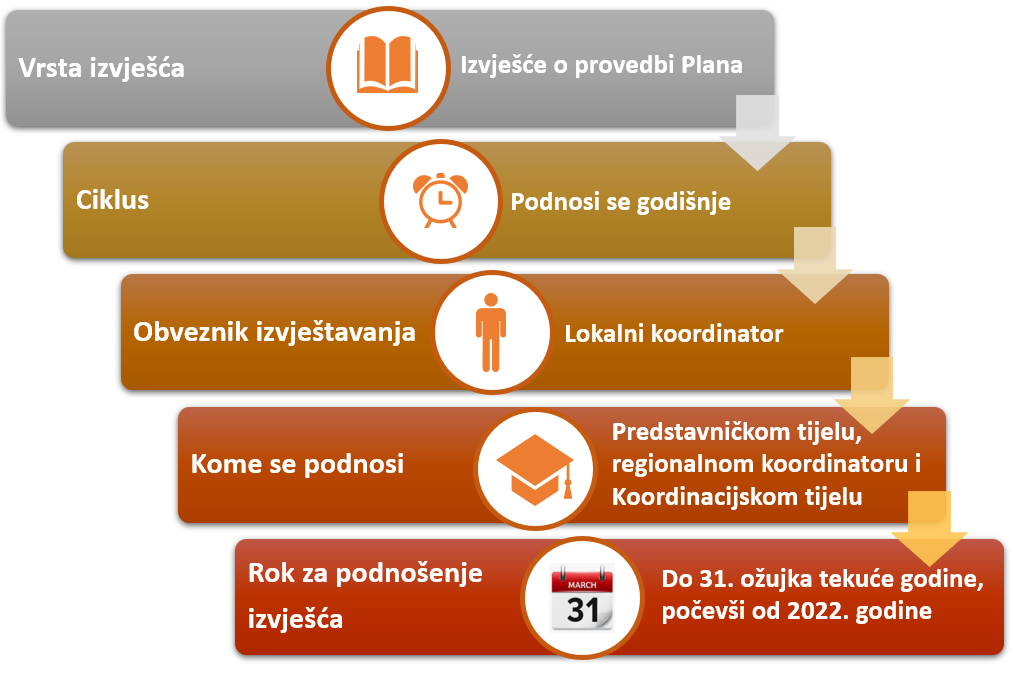 Vrsta izvješća
Izvješće o provedbi Plana
Ciklus
Podnosi se godišnje
Obveznik izvještavanja
Lokalni koordinator
Kome se podnosi
Predstavničkom tijelu,
regionalnom koordinatoru i
Koordinacijskom tijelu
Rok za podnošenje
izvješća
MARCH
31
Do 31. ožujka tekuće godine,
počevši od 2022. godine